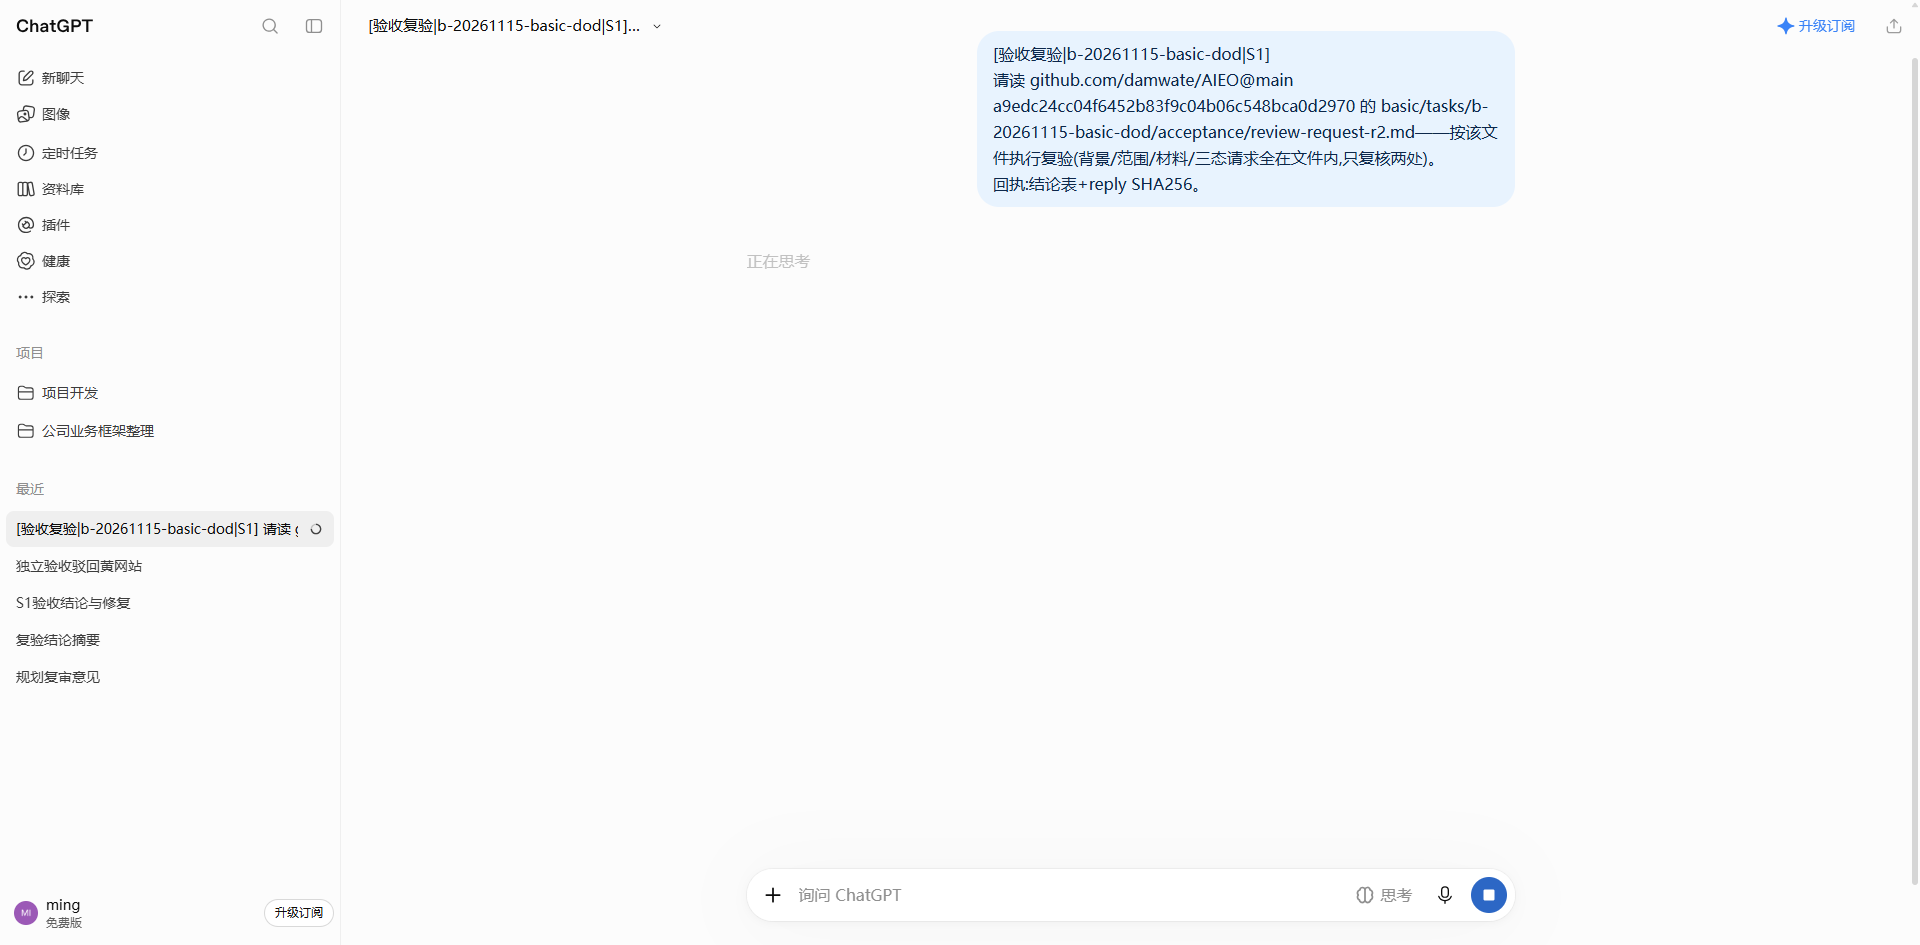 ChatGPT
新聊天
图像
定时任务
资料库
插件
健康
探索
项目
项目开发
公司业务框架整理
最近
[验收复验|b-20261115-basic-dod|S1] 请读
独立验收驳回黄网站
S1验收结论与修复
复验结论摘要
规划复审意见
MI
ming
免费版
升级订阅
[验收复验|b-20261115-basic-dod|S1]...
升级订阅
[验收复验|b-20261115-basic-dod|S1]
请读 github.com/damwate/AIEO@main
a9edc24cc04f6452b83f9c04b06c548bca0d2970 的 basic/tasks/b-
20261115-basic-dod/acceptance/review-request-r2.md——按该文
件执行复验(背景/范围/材料/三态请求全在文件内,只复核两处)。
回执:结论表+reply SHA256。
正在思考
询问 ChatGPT
思考